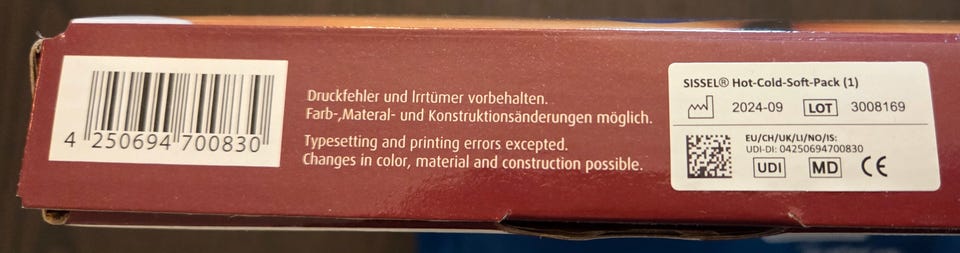 4 250694 700830
Druckfehler und Irrtümer vorbehalten.
Farb-,Materal- und Konstruktionsänderungen möglich.
Typesetting and printing errors excepted.
Changes in color, material and construction possible.
SISSEL® Hot-Cold-Soft-Pack (1)
2024-09 LOT 3008169
EU/CH/UK/LI/NO/IS:
UDI-DI: 04250694700830
UDI MD CE